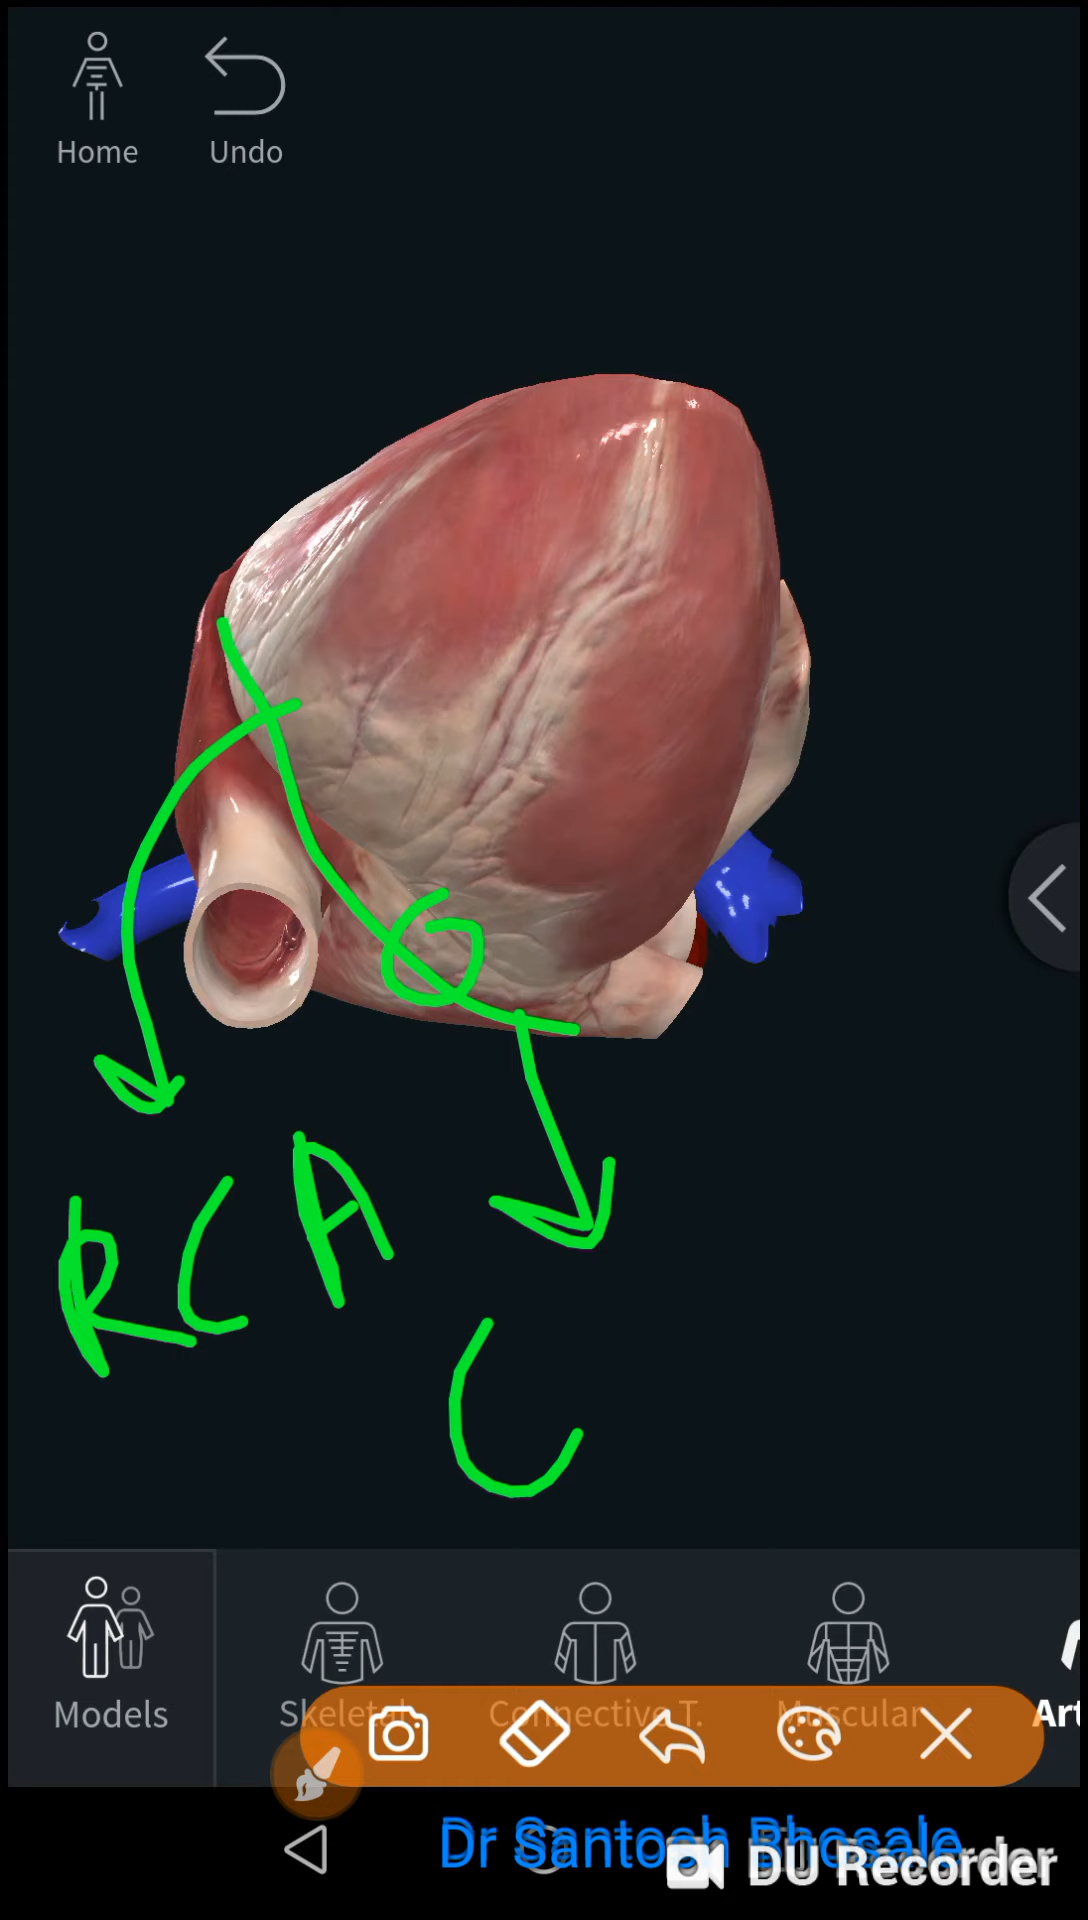 Home Undo
RCA
C
Models Skeletal Connective T. Muscular Art
Dr Santosh Bhosale
DU Recorder